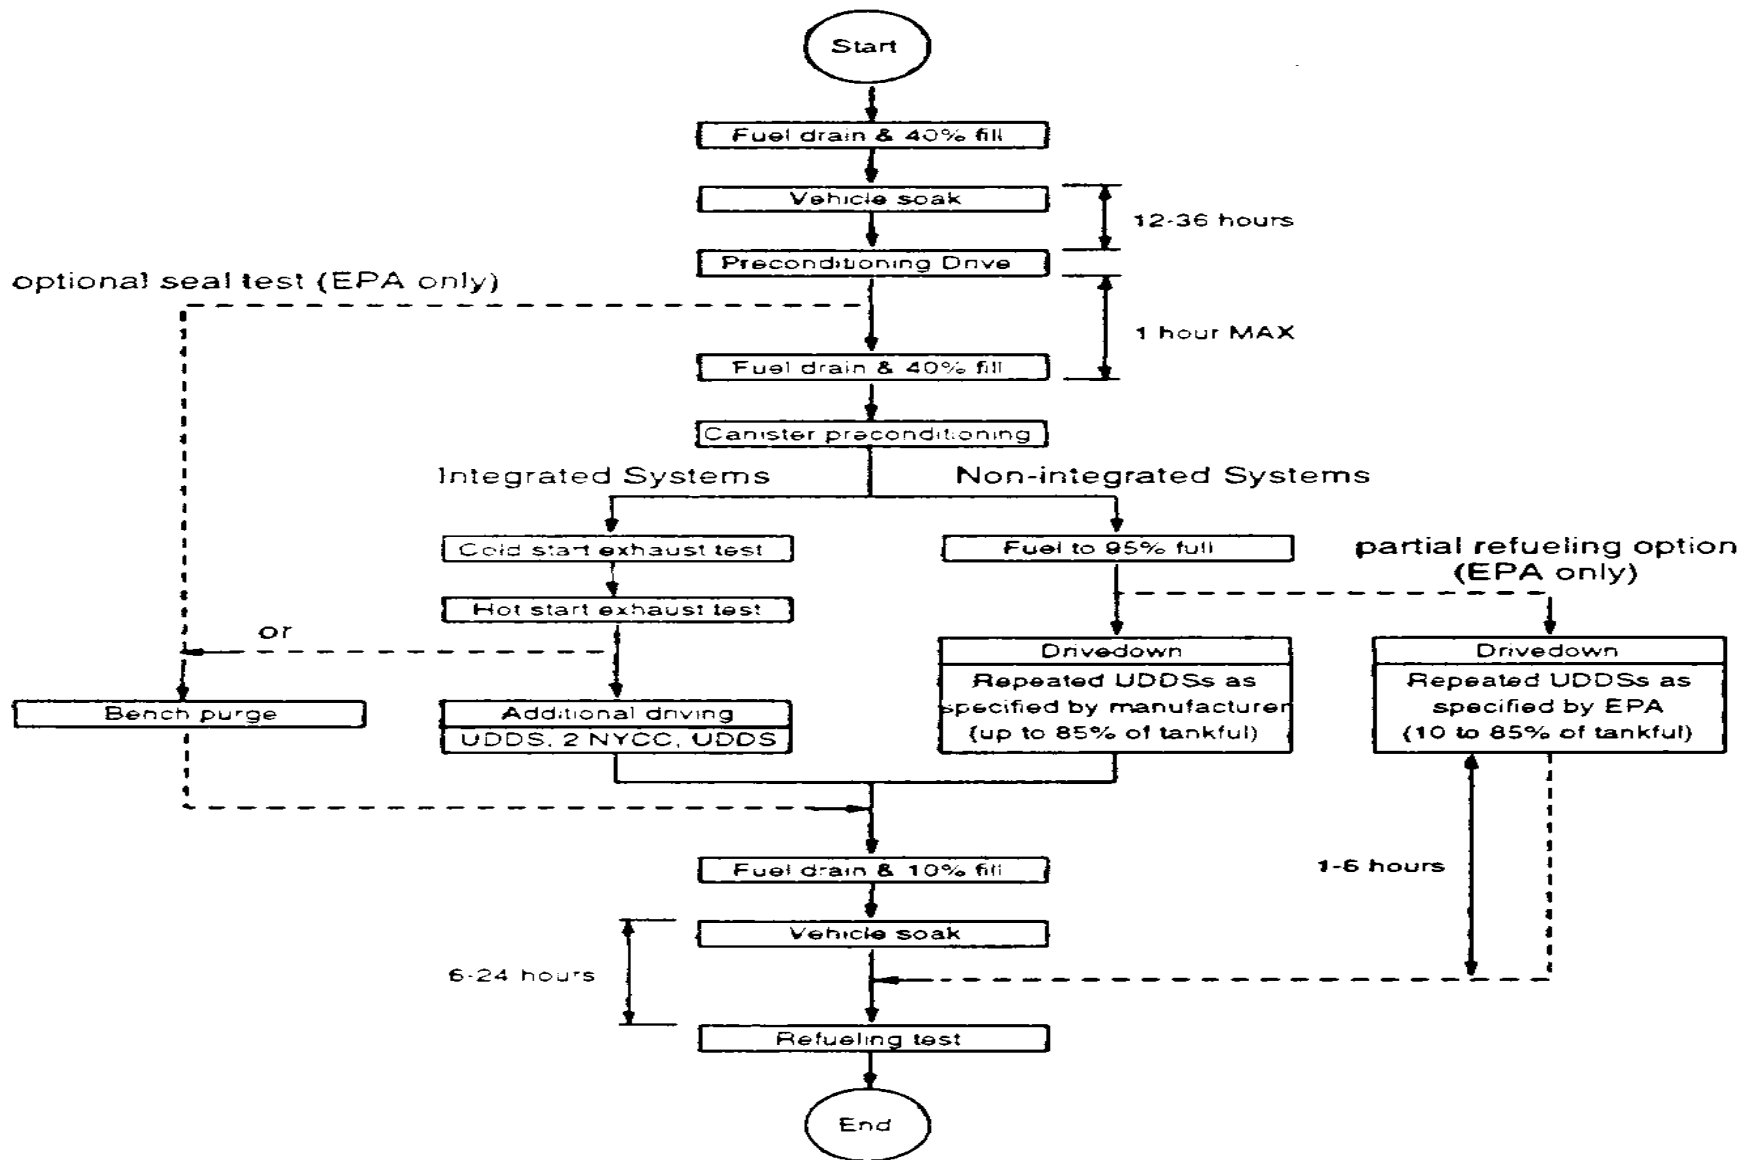 Start
Fuel drain & 40% fill
Vehicle soak
12-36 hours
Preconditioning Drive
optional seal test (EPA only)
1 hour MAX
Fuel drain & 40% fill
Canister preconditioning
Integrated Systems
Non-integrated Systems
Cold start exhaust test
Fuel to 95% full
partial refueling option
(EPA only)
Hot start exhaust test
or
Drivedown
Repeated UDDSs as
specified by manufacturer
(up to 85% of tankful)
Drivedown
Repeated UDDSs as
specified by EPA
(10 to 85% of tankful)
Bench purge
Additional driving
UDDS, 2 NYCC, UDDS
Fuel drain & 10% fill
1-6 hours
Vehicle soak
6-24 hours
Refueling test
End